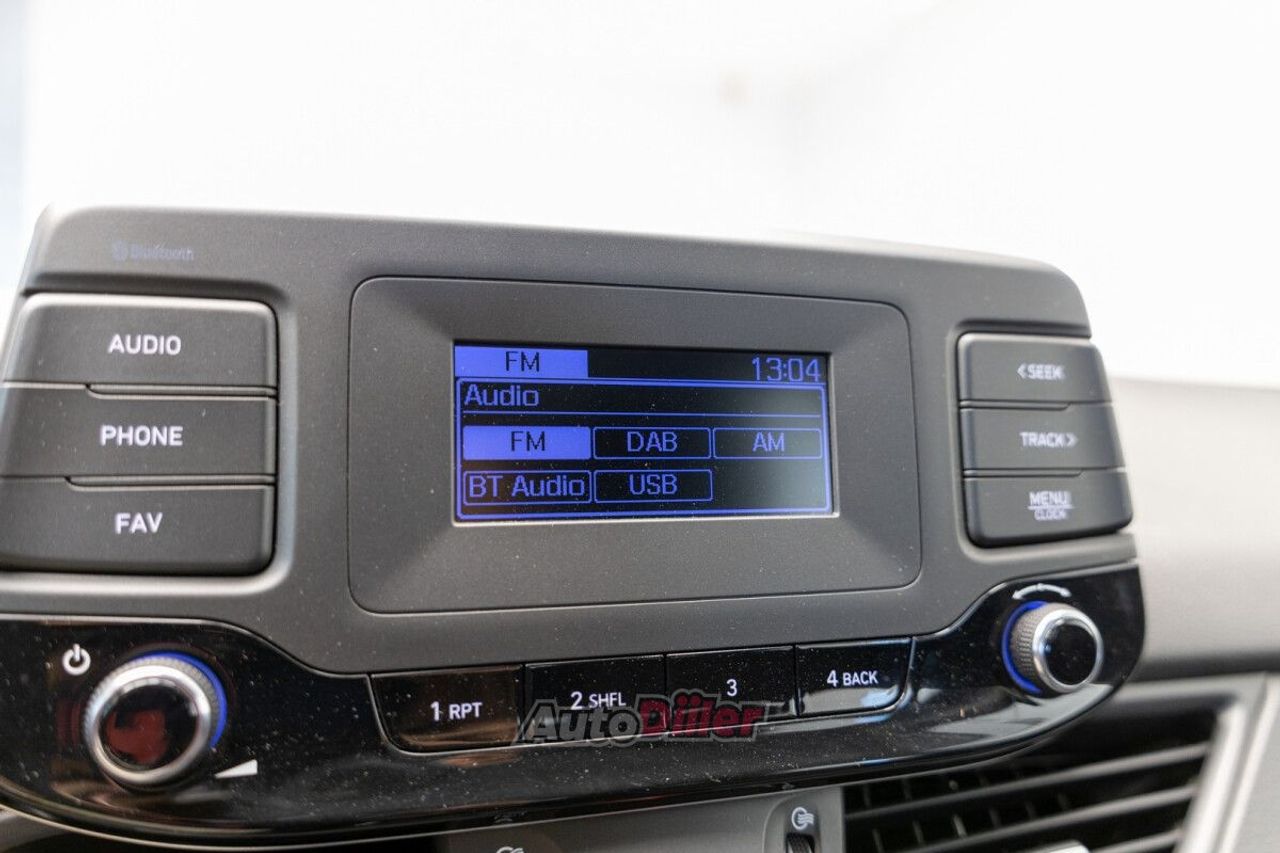 Bluetooth
AUDIO
PHONE
FAV
FM 13:04
Audio
FM DAB AM
BT Audio USB
< SEEK
TRACK >
MENU
CLOCK
1 RPT
2 SHFL
3
4 BACK
AutoDiler